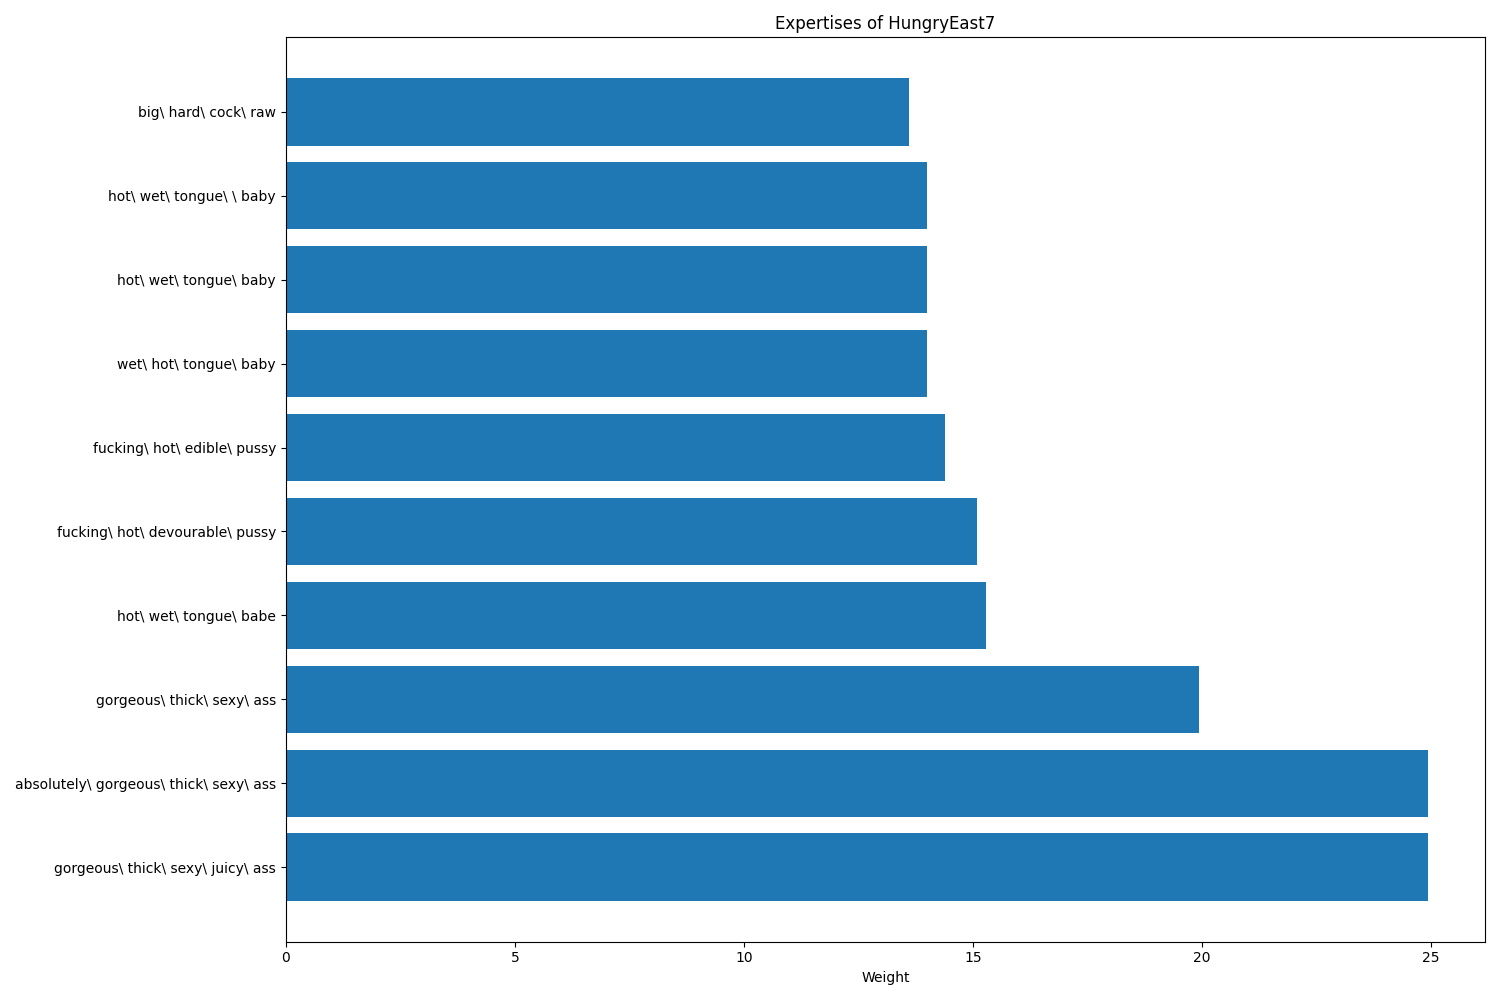 Expertises of HungryEast7
big\ hard\ cock\ raw
hot\ wet\ tongue\ \ baby
hot\ wet\ tongue\ baby
wet\ hot\ tongue\ baby
fucking\ hot\ edible\ pussy
fucking\ hot\ devourable\ pussy
hot\ wet\ tongue\ babe
gorgeous\ thick\ sexy\ ass
absolutely\ gorgeous\ thick\ sexy\ ass
gorgeous\ thick\ sexy\ juicy\ ass
0 5 10 15 20 25
Weight